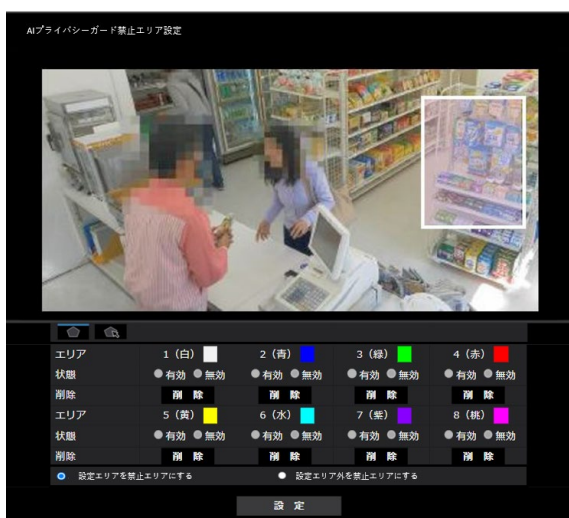 AIプライバシーガード禁止エリア設定
エリア 1（白） 2（青） 3（緑） 4（赤）
状態 有効 無効 有効 無効 有効 無効 有効 無効
削除 削 除 削 除 削 除 削 除
エリア 5（黄） 6（水） 7（紫） 8（桃）
状態 有効 無効 有効 無効 有効 無効 有効 無効
削除 削 除 削 除 削 除 削 除
設定エリアを禁止エリアにする 設定エリア外を禁止エリアにする
設 定